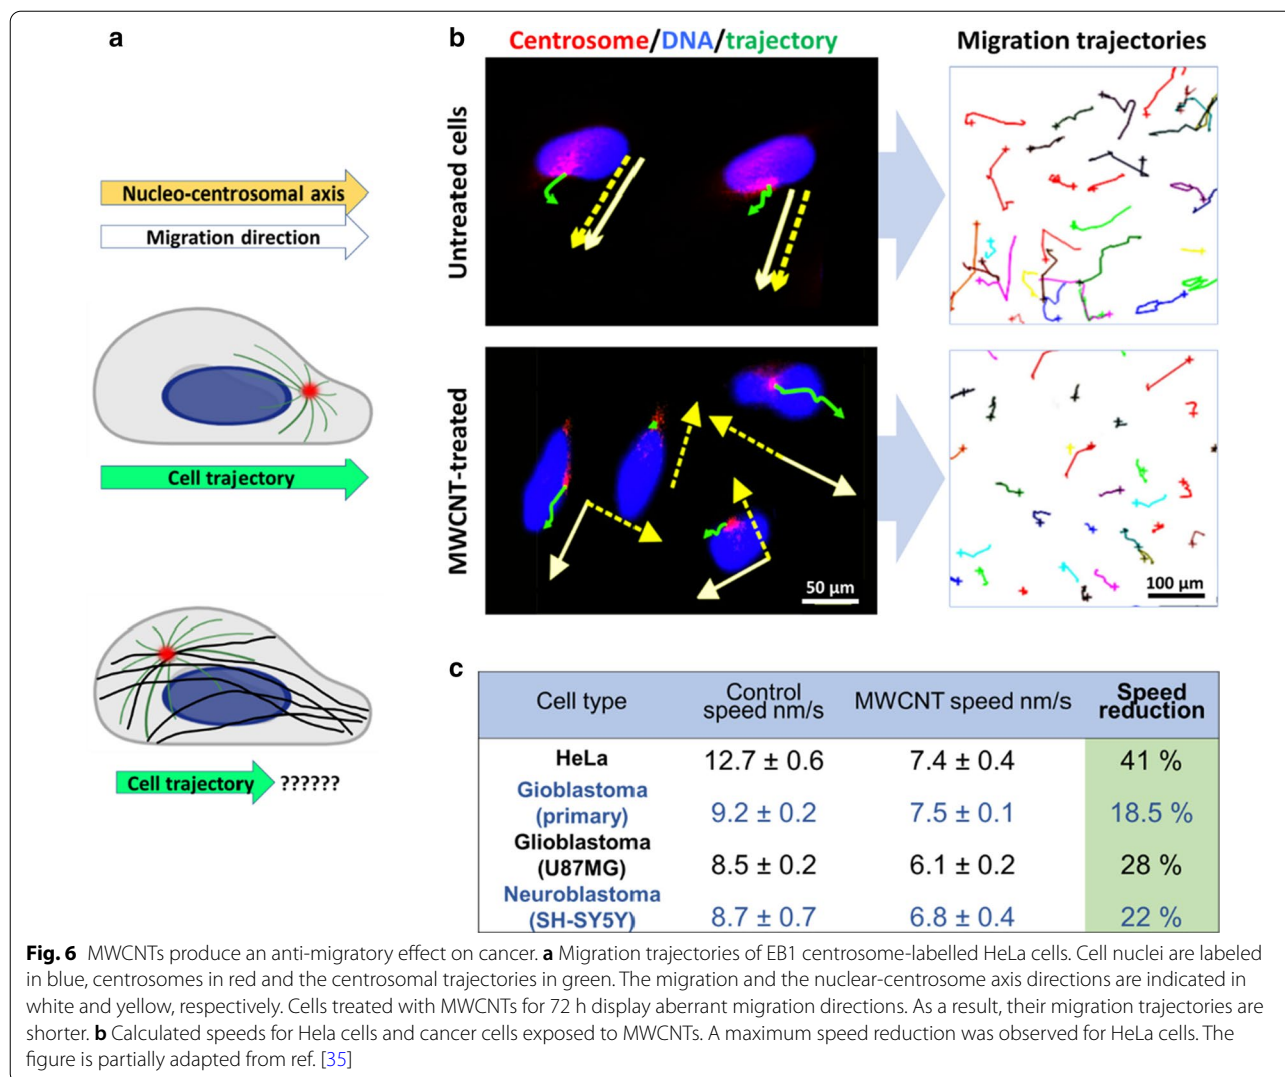 a
Nucleo-centrosomal axis
Migration direction
Cell trajectory
Cell trajectory ??????
b
Centrosome/DNA/trajectory
Migration trajectories
Untreated cells
MWCNT-treated
50 µm
100 µm
c
Cell type Control speed nm/s MWCNT speed nm/s Speed reduction
HeLa 12.7 ± 0.6 7.4 ± 0.4 41 %
Gioblastoma (primary) 9.2 ± 0.2 7.5 ± 0.1 18.5 %
Glioblastoma (U87MG) 8.5 ± 0.2 6.1 ± 0.2 28 %
Neuroblastoma (SH-SY5Y) 8.7 ± 0.7 6.8 ± 0.4 22 %
Fig. 6 MWCNTs produce an anti-migratory effect on cancer. a Migration trajectories of EB1 centrosome-labelled HeLa cells. Cell nuclei are labeled
in blue, centrosomes in red and the centrosomal trajectories in green. The migration and the nuclear-centrosome axis directions are indicated in
white and yellow, respectively. Cells treated with MWCNTs for 72 h display aberrant migration directions. As a result, their migration trajectories are
shorter. b Calculated speeds for Hela cells and cancer cells exposed to MWCNTs. A maximum speed reduction was observed for HeLa cells. The
figure is partially adapted from ref. [35]